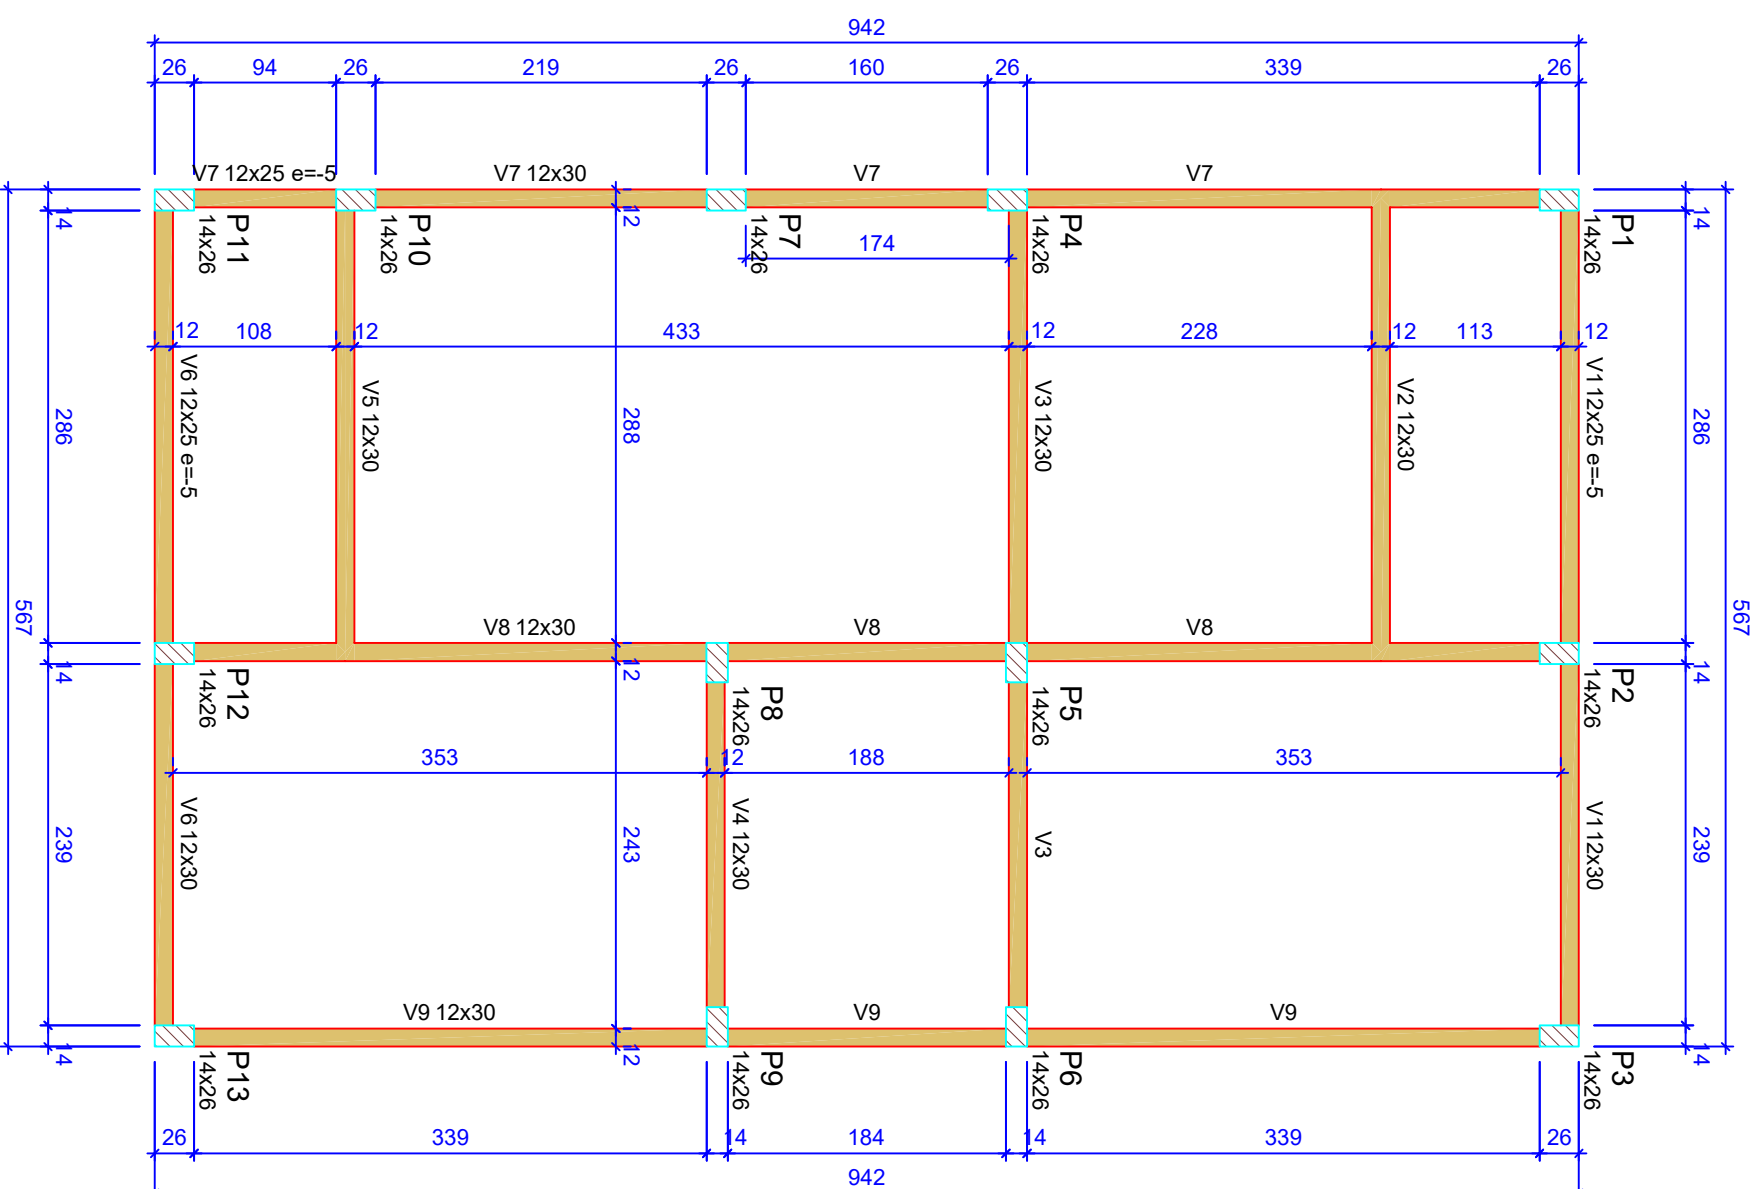 942
26 94 26 219 26 160 26 339 26
V7 12x25 e=-5 V7 12x30 V7 V7
P11 14x26
P10 14x26
P7 14x26
P4 14x26
P1 14x26
14 12 14
174
12 108 12 433 12 228 12 113 12
V6 12x25 e=-5
V5 12x30
V3 12x30
V2 12x30
V1 12x25 e=-5
286 288 286
567 567
V8 12x30 V8 V8
14 12 14
P12 14x26
P8 14x26
P5 14x26
P2 14x26
353 12 188 353
V6 12x30
V4 12x30
V3
V1 12x30
239 243 239
V9 12x30 V9 V9
14 12 14
P13 14x26
P9 14x26
P6 14x26
P3 14x26
26 339 14 184 14 339 26
942